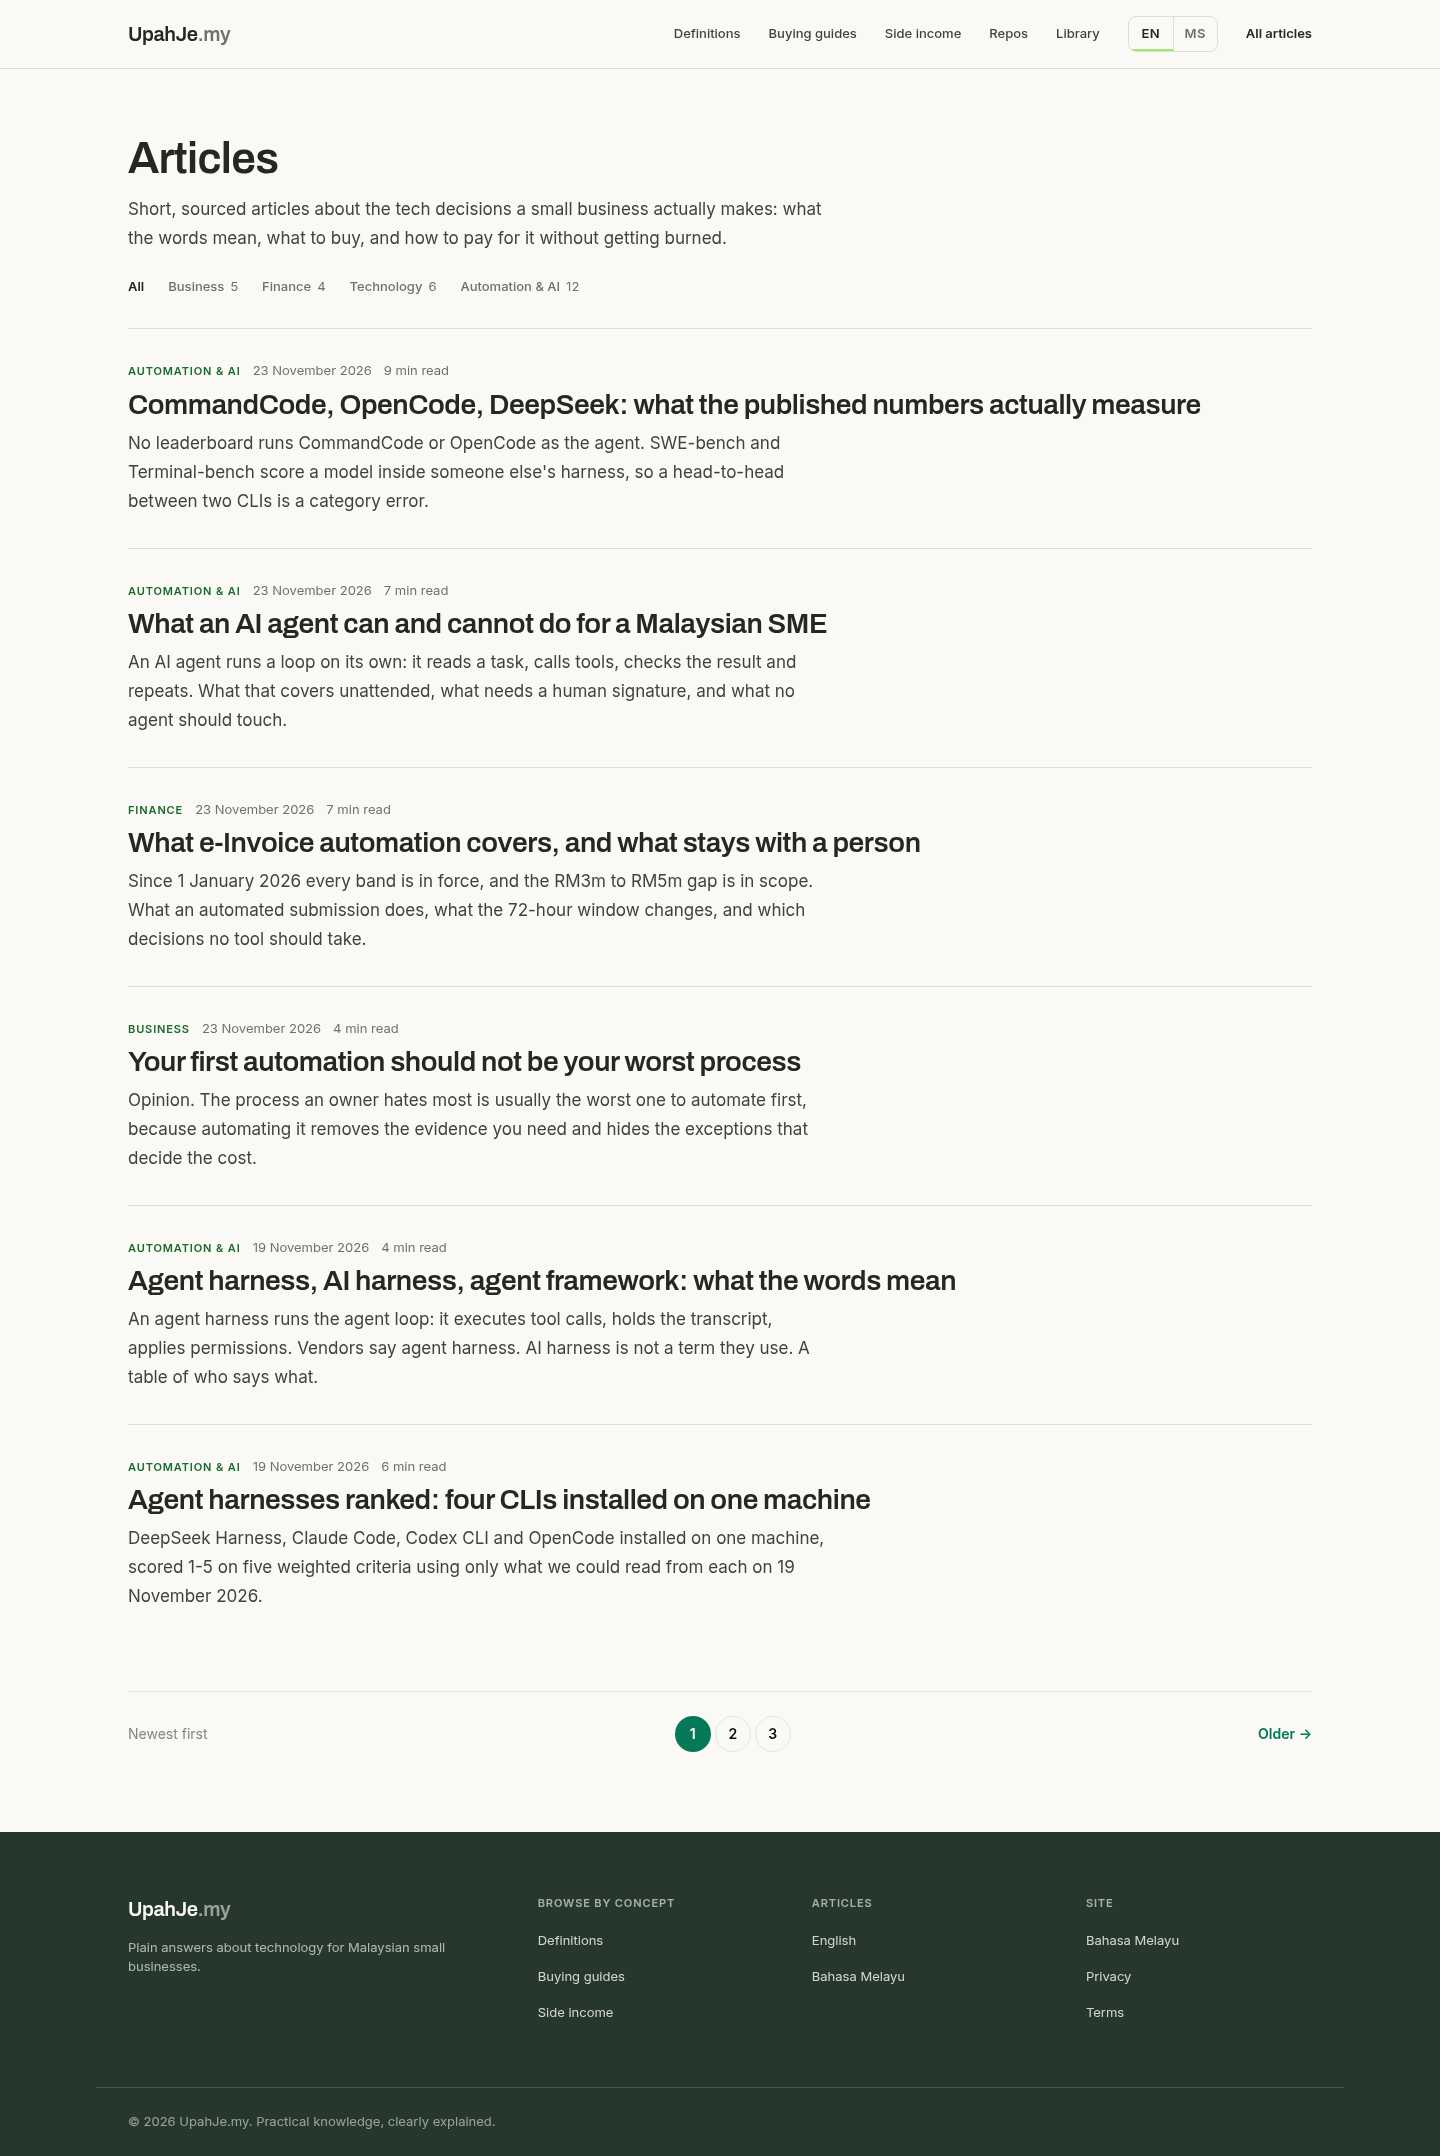 UpahJe.my
Definitions
Buying guides
Side income
Repos
Library
EN
MS
All articles
Articles
Short, sourced articles about the tech decisions a small business actually makes: what
the words mean, what to buy, and how to pay for it without getting burned.
All
Business 5
Finance 4
Technology 6
Automation & AI 12
AUTOMATION & AI 23 November 2026 9 min read
CommandCode, OpenCode, DeepSeek: what the published numbers actually measure
No leaderboard runs CommandCode or OpenCode as the agent. SWE-bench and
Terminal-bench score a model inside someone else's harness, so a head-to-head
between two CLIs is a category error.
AUTOMATION & AI 23 November 2026 7 min read
What an AI agent can and cannot do for a Malaysian SME
An AI agent runs a loop on its own: it reads a task, calls tools, checks the result and
repeats. What that covers unattended, what needs a human signature, and what no
agent should touch.
FINANCE 23 November 2026 7 min read
What e-Invoice automation covers, and what stays with a person
Since 1 January 2026 every band is in force, and the RM3m to RM5m gap is in scope.
What an automated submission does, what the 72-hour window changes, and which
decisions no tool should take.
BUSINESS 23 November 2026 4 min read
Your first automation should not be your worst process
Opinion. The process an owner hates most is usually the worst one to automate first,
because automating it removes the evidence you need and hides the exceptions that
decide the cost.
AUTOMATION & AI 19 November 2026 4 min read
Agent harness, AI harness, agent framework: what the words mean
An agent harness runs the agent loop: it executes tool calls, holds the transcript,
applies permissions. Vendors say agent harness. AI harness is not a term they use. A
table of who says what.
AUTOMATION & AI 19 November 2026 6 min read
Agent harnesses ranked: four CLIs installed on one machine
DeepSeek Harness, Claude Code, Codex CLI and OpenCode installed on one machine,
scored 1-5 on five weighted criteria using only what we could read from each on 19
November 2026.
Newest first
1
2
3
Older →
UpahJe.my
Plain answers about technology for Malaysian small
businesses.
BROWSE BY CONCEPT
Definitions
Buying guides
Side income
ARTICLES
English
Bahasa Melayu
SITE
Bahasa Melayu
Privacy
Terms
© 2026 UpahJe.my. Practical knowledge, clearly explained.